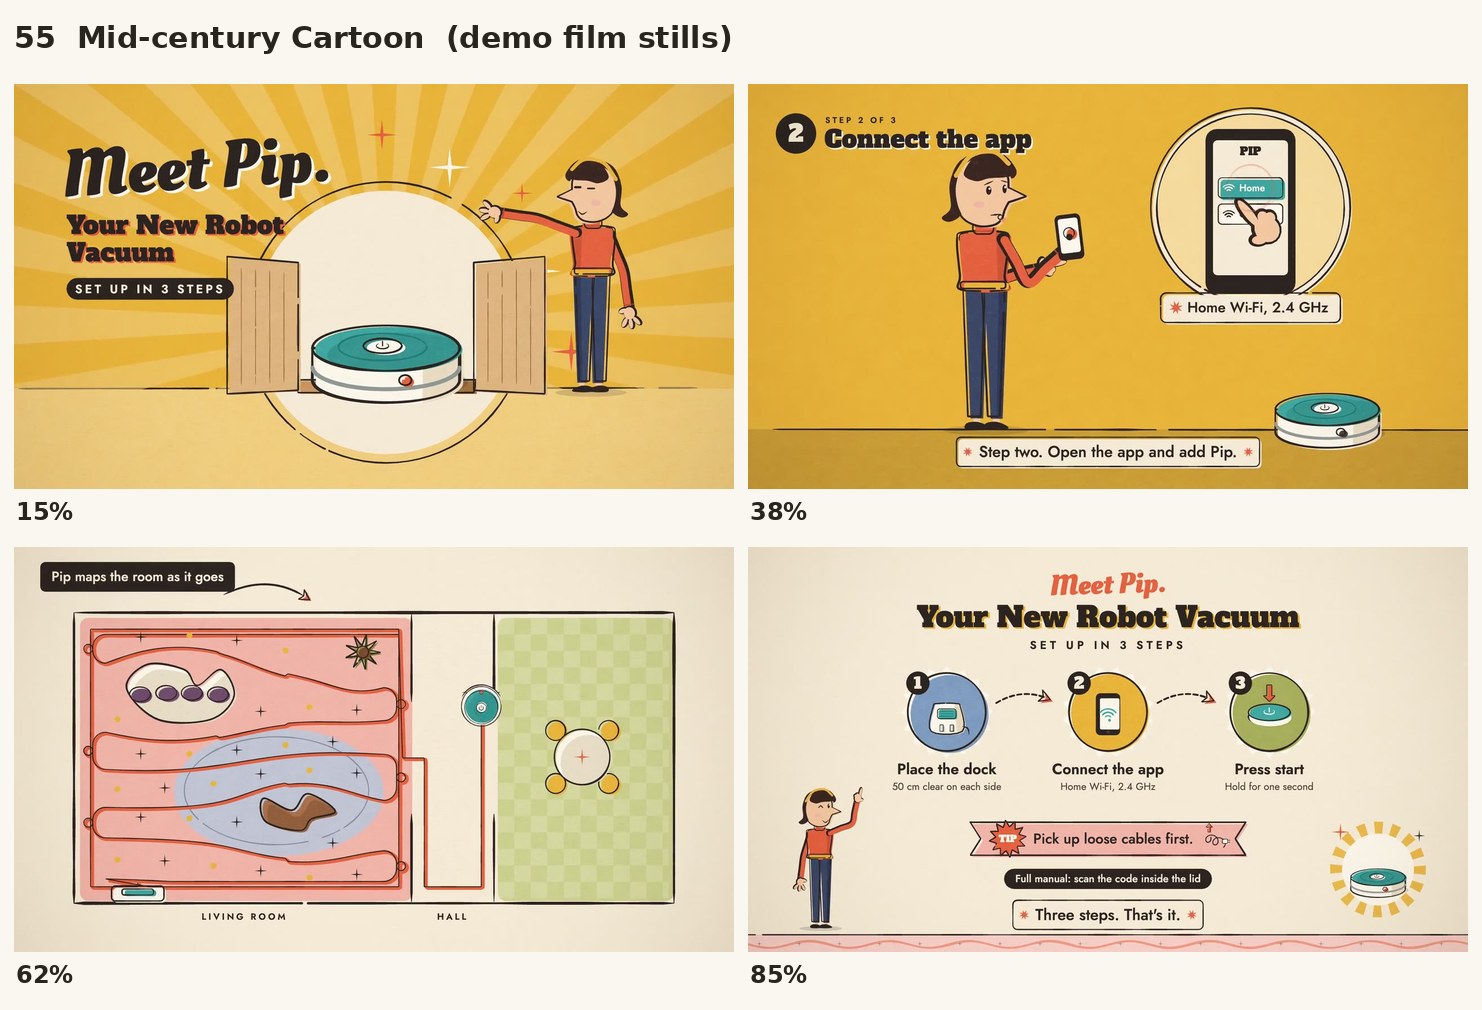 55 Mid-century Cartoon (demo film stills)
Meet Pip.
Your New Robot
Vacuum
SET UP IN 3 STEPS
15%
2
STEP 2 OF 3
Connect the app
PIP
Home
Home Wi-Fi, 2.4 GHz
Step two. Open the app and add Pip.
38%
Pip maps the room as it goes
LIVING ROOM
HALL
62%
Meet Pip.
Your New Robot Vacuum
SET UP IN 3 STEPS
1
2
3
Place the dock
Connect the app
Press start
50 cm clear on each side
Home Wi-Fi, 2.4 GHz
Hold for one second
TIP
Pick up loose cables first.
Full manual: scan the code inside the lid
Three steps. That's it.
85%